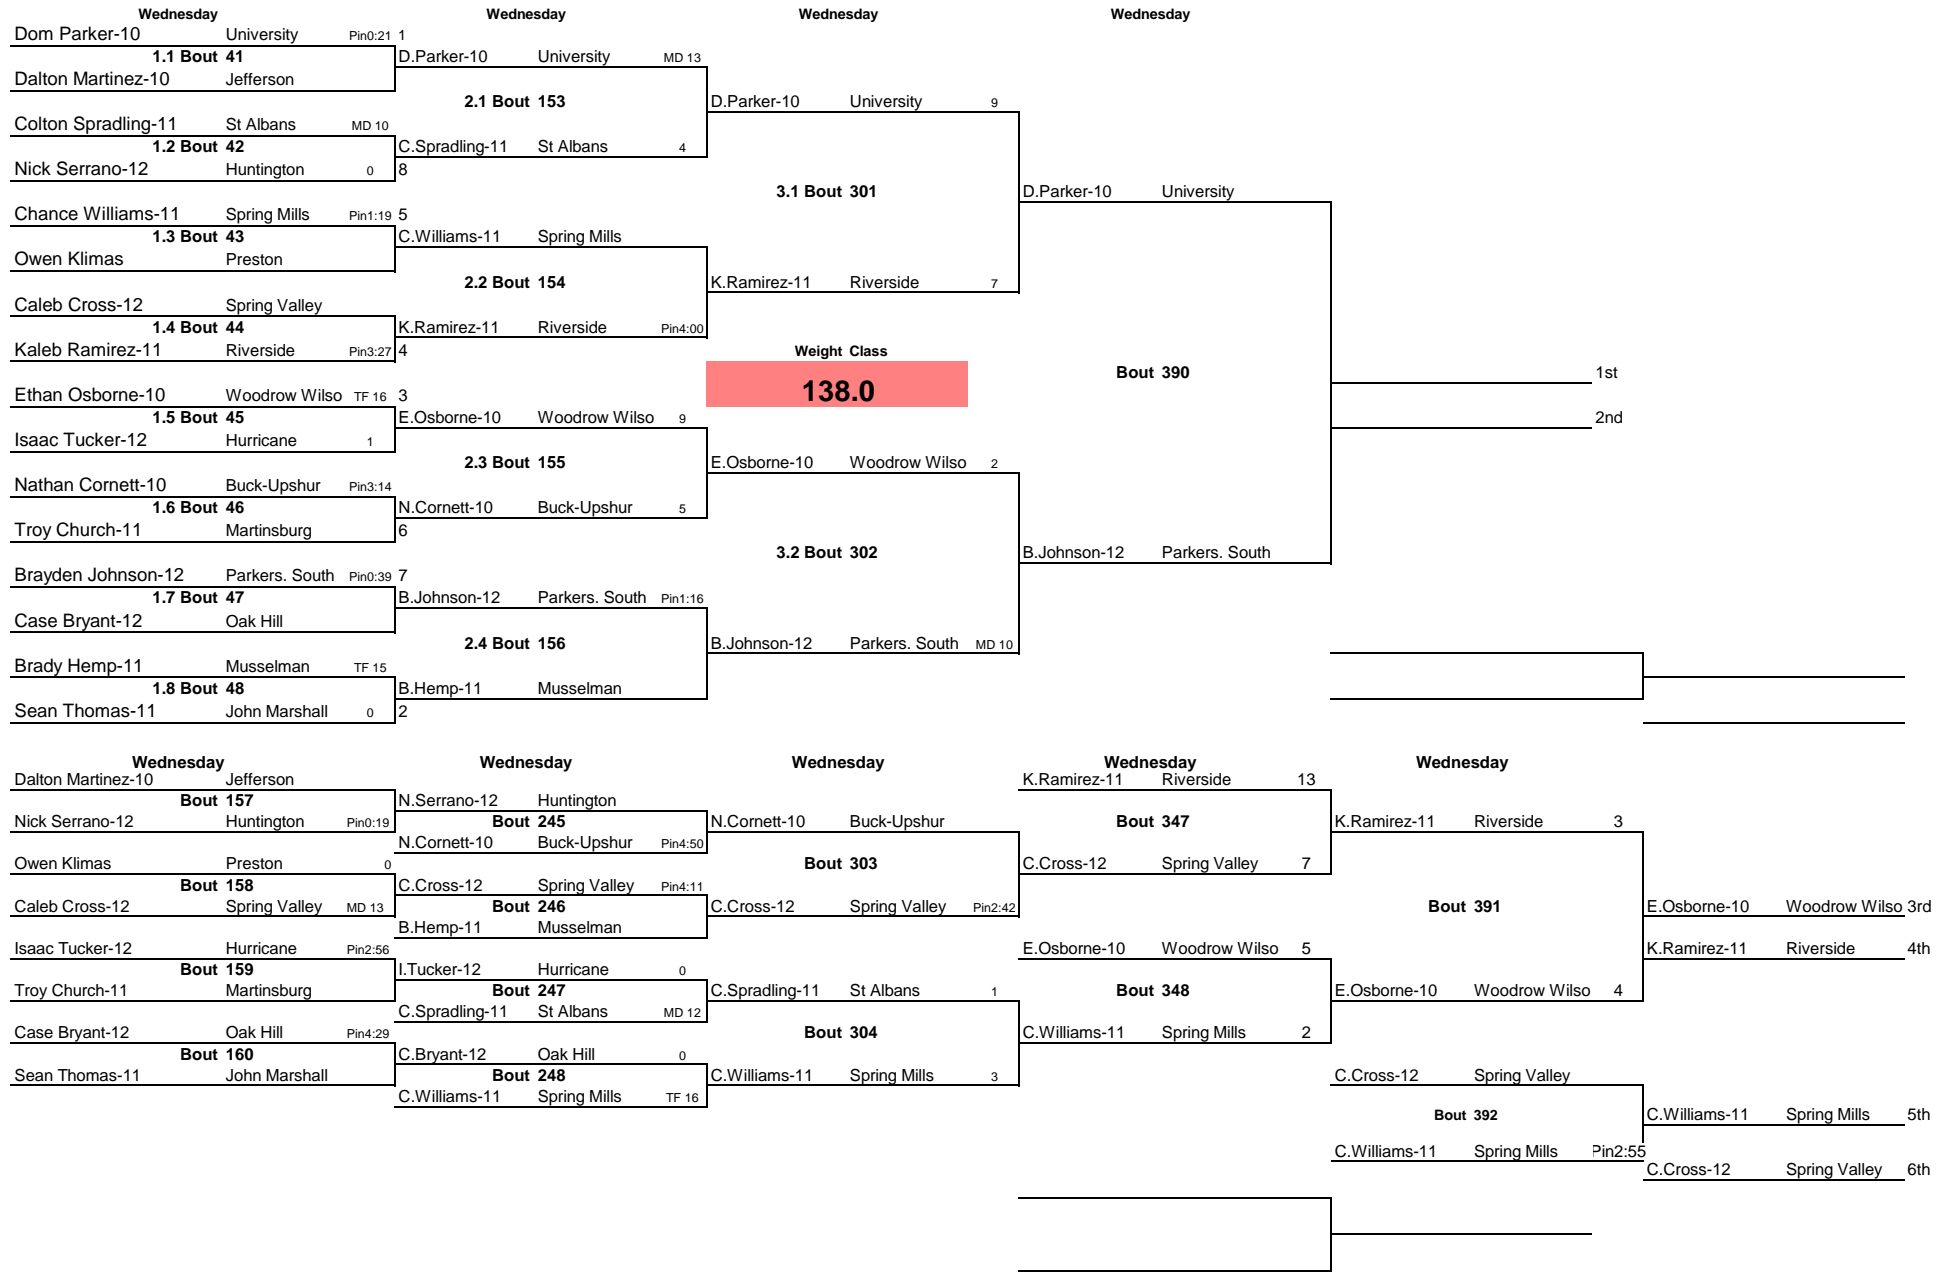 Wednesday Wednesday Wednesday Wednesday
Dom Parker-10 University Pin0:21 1
1.1 Bout 41 D.Parker-10 University MD 13
Dalton Martinez-10 Jefferson
2.1 Bout 153 D.Parker-10 University 9
Colton Spradling-11 St Albans MD 10
1.2 Bout 42 C.Spradling-11 St Albans 4
Nick Serrano-12 Huntington 0 8
3.1 Bout 301 D.Parker-10 University
Chance Williams-11 Spring Mills Pin1:19 5
1.3 Bout 43 C.Williams-11 Spring Mills
Owen Klimas Preston
2.2 Bout 154 K.Ramirez-11 Riverside 7
Caleb Cross-12 Spring Valley
1.4 Bout 44 K.Ramirez-11 Riverside Pin4:00
Kaleb Ramirez-11 Riverside Pin3:27 4 Weight Class
Bout 390 1st
Ethan Osborne-10 Woodrow Wilso TF 16 3 138.0
1.5 Bout 45 E.Osborne-10 Woodrow Wilso 9 2nd
Isaac Tucker-12 Hurricane 1
2.3 Bout 155 E.Osborne-10 Woodrow Wilso 2
Nathan Cornett-10 Buck-Upshur Pin3:14
1.6 Bout 46 N.Cornett-10 Buck-Upshur 5
Troy Church-11 Martinsburg 6
3.2 Bout 302 B.Johnson-12 Parkers. South
Brayden Johnson-12 Parkers. South Pin0:39 7
1.7 Bout 47 B.Johnson-12 Parkers. South Pin1:16
Case Bryant-12 Oak Hill
2.4 Bout 156 B.Johnson-12 Parkers. South MD 10
Brady Hemp-11 Musselman TF 15
1.8 Bout 48 B.Hemp-11 Musselman
Sean Thomas-11 John Marshall 0 2
Wednesday Wednesday Wednesday Wednesday Wednesday
Dalton Martinez-10 Jefferson K.Ramirez-11 Riverside 13
Bout 157 N.Serrano-12 Huntington
Nick Serrano-12 Huntington Pin0:19 Bout 245 N.Cornett-10 Buck-Upshur Bout 347 K.Ramirez-11 Riverside 3
N.Cornett-10 Buck-Upshur Pin4:50
Owen Klimas Preston 0 Bout 303 C.Cross-12 Spring Valley 7
Bout 158 C.Cross-12 Spring Valley Pin4:11
Caleb Cross-12 Spring Valley MD 13 Bout 246 C.Cross-12 Spring Valley Pin2:42 Bout 391 E.Osborne-10 Woodrow Wilso 3rd
B.Hemp-11 Musselman
Isaac Tucker-12 Hurricane Pin2:56 E.Osborne-10 Woodrow Wilso 5 K.Ramirez-11 Riverside 4th
Bout 159 I.Tucker-12 Hurricane 0
Troy Church-11 Martinsburg Bout 247 C.Spradling-11 St Albans 1 Bout 348 E.Osborne-10 Woodrow Wilso 4
C.Spradling-11 St Albans MD 12
Case Bryant-12 Oak Hill Pin4:29 Bout 304 C.Williams-11 Spring Mills 2
Bout 160 C.Bryant-12 Oak Hill 0
Sean Thomas-11 John Marshall Bout 248 C.Williams-11 Spring Mills 3 C.Cross-12 Spring Valley
C.Williams-11 Spring Mills TF 16
Bout 392 C.Williams-11 Spring Mills 5th
C.Williams-11 Spring Mills Pin2:55
C.Cross-12 Spring Valley 6th